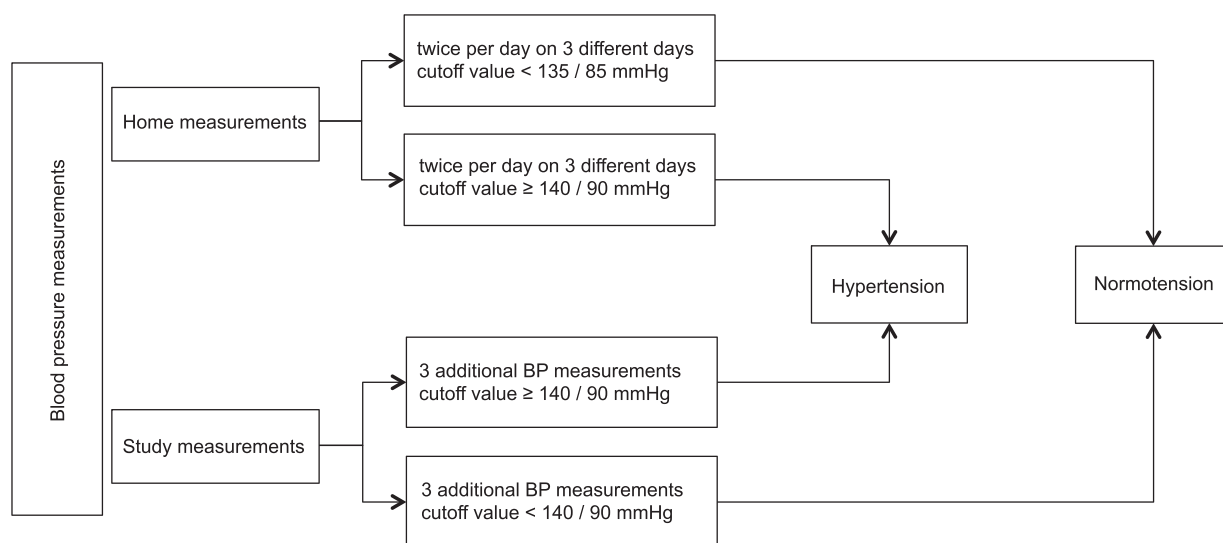 Blood pressure measurements
Home measurements
twice per day on 3 different days
cutoff value < 135 / 85 mmHg
twice per day on 3 different days
cutoff value ≥ 140 / 90 mmHg
Hypertension
Normotension
Study measurements
3 additional BP measurements
cutoff value ≥ 140 / 90 mmHg
3 additional BP measurements
cutoff value < 140 / 90 mmHg